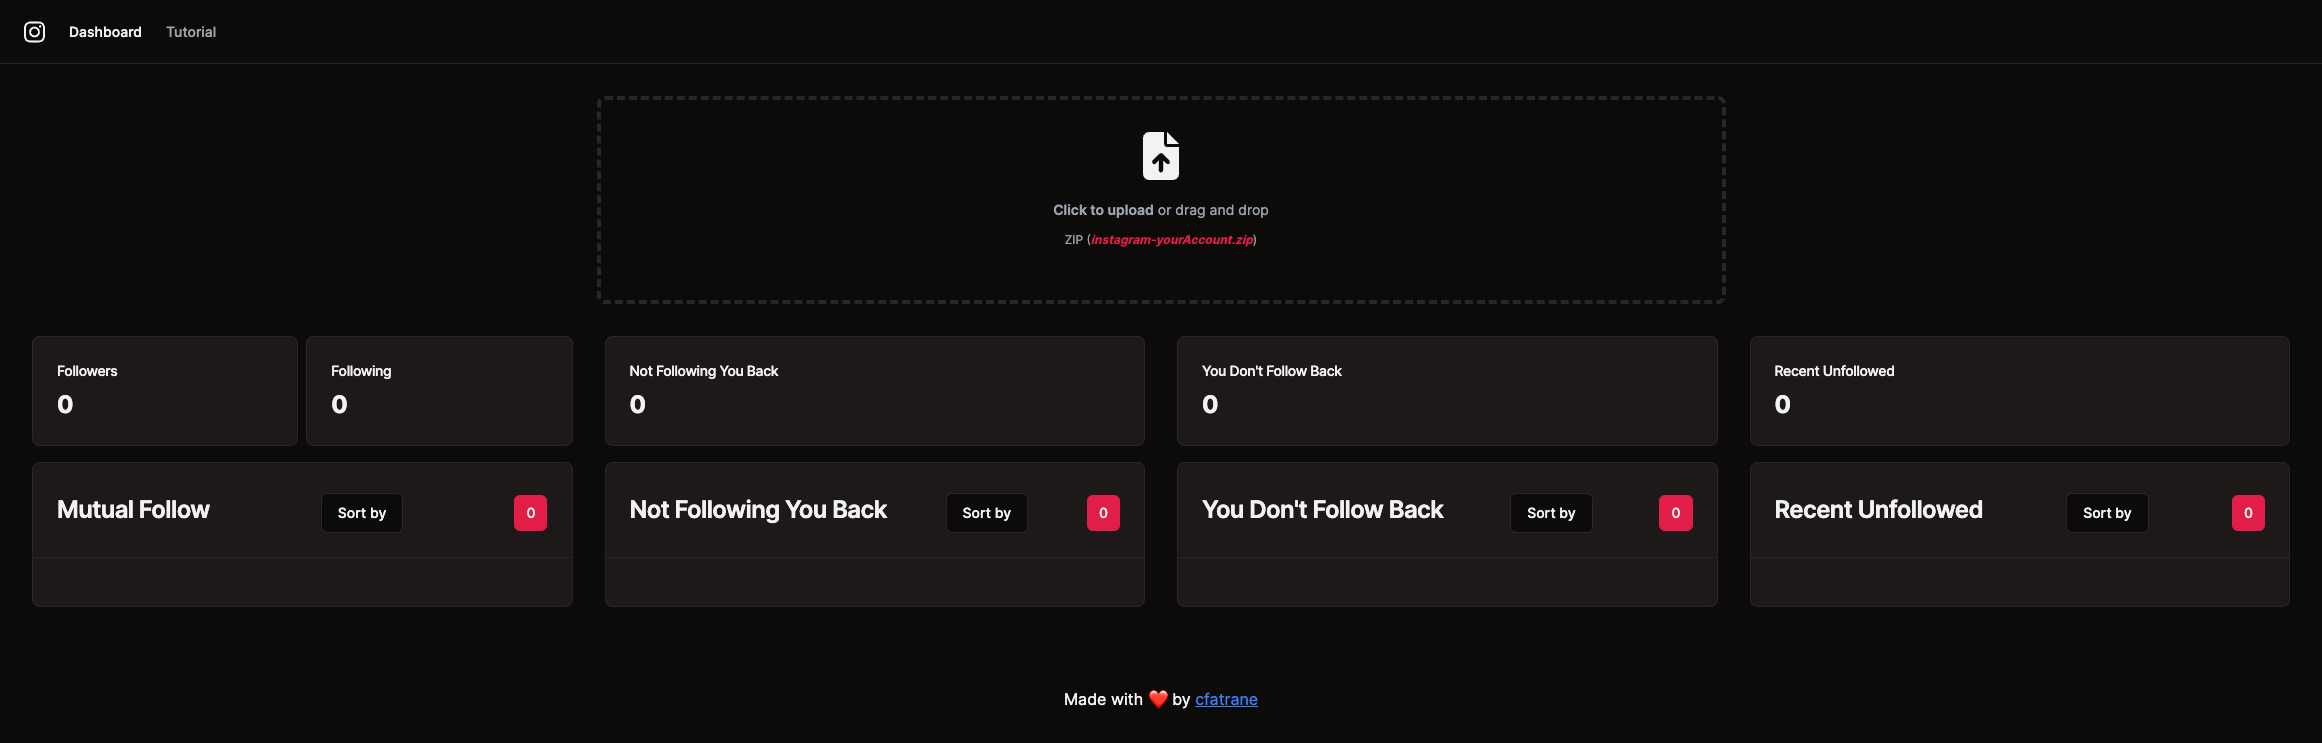 Dashboard Tutorial
Click to upload or drag and drop
ZIP (instagram-yourAccount.zip)
Followers
0
Following
0
Not Following You Back
0
You Don't Follow Back
0
Recent Unfollowed
0
Mutual Follow Sort by 0
Not Following You Back Sort by 0
You Don't Follow Back Sort by 0
Recent Unfollowed Sort by 0
Made with ❤️ by cfatrane